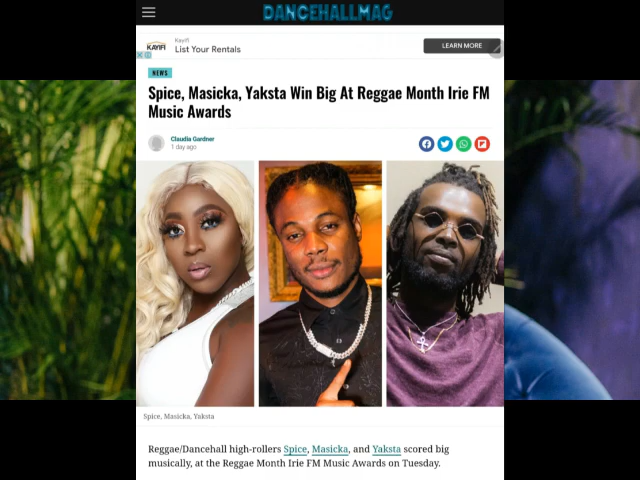 DANCEHALLMAG
KAYIFI
Kayifi
List Your Rentals
LEARN MORE
NEWS
Spice, Masicka, Yaksta Win Big At Reggae Month Irie FM
Music Awards
Claudia Gardner
1 day ago
Spice, Masicka, Yaksta
Reggae/Dancehall high-rollers Spice, Masicka, and Yaksta scored big
musically, at the Reggae Month Irie FM Music Awards on Tuesday.